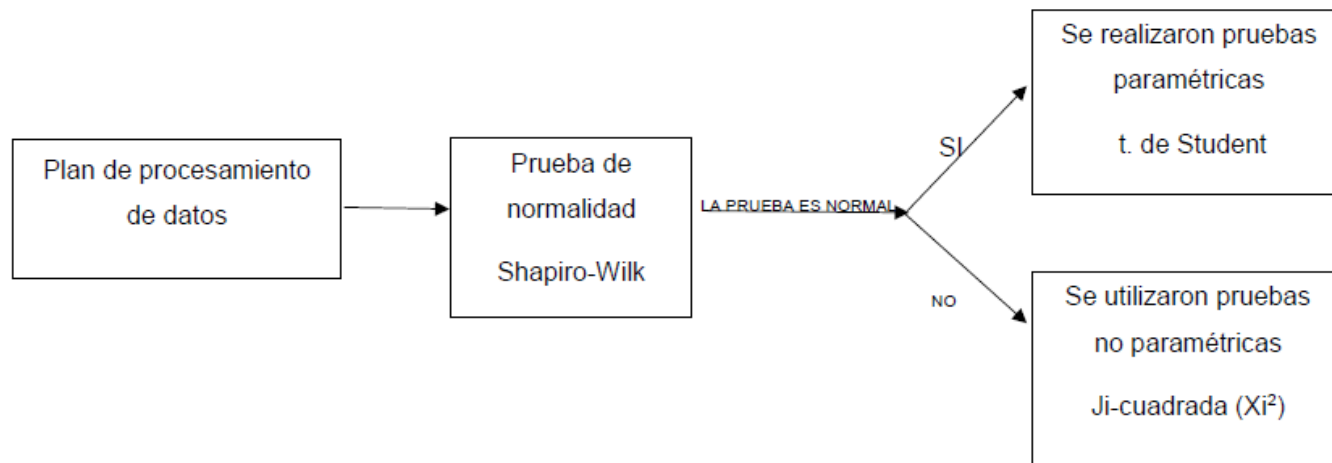 Plan de procesamiento
de datos
Prueba de
normalidad
Shapiro-Wilk
LA PRUEBA ES NORMAL
SI
NO
Se realizaron pruebas
paramétricas
t. de Student
Se utilizaron pruebas
no paramétricas
Ji-cuadrada (Xi²)